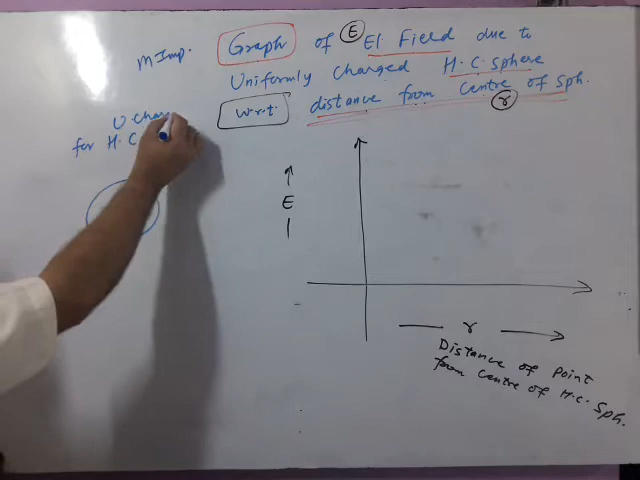 M Imp.
Graph of E El Field due to
Uniformly charged H.C. sphere
w.r.t. distance from centre of Sph.
r
U. Char
for H.C
E
r
Distance of point
from centre of H.C. Sph.